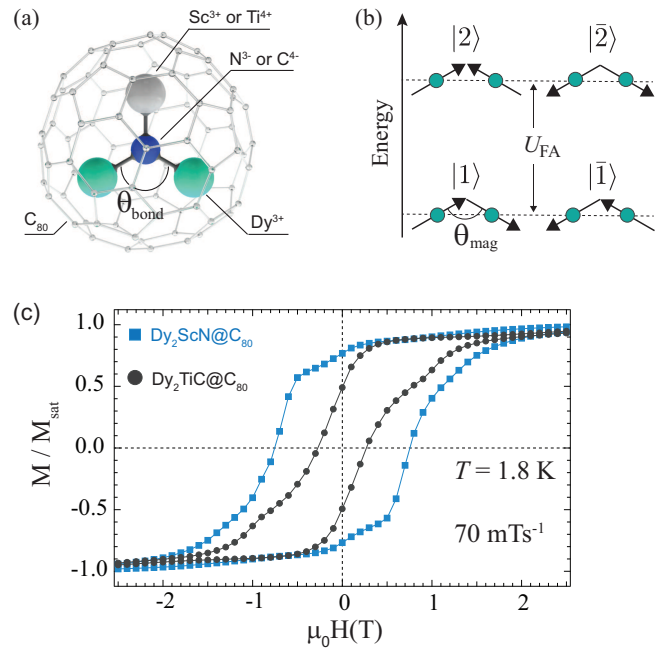 (a)
Sc³⁺ or Ti⁴⁺
N³⁻ or C⁴⁻
θbond
C₈₀
Dy³⁺
(b)
Energy
|2⟩
|2̄⟩
U_FA
|1⟩
|1̄⟩
θmag
(c)
Dy₂ScN@C₈₀
Dy₂TiC@C₈₀
M / M_sat
1.0
0.5
0.0
-0.5
-1.0
T = 1.8 K
70 mTs⁻¹
-2
-1
0
1
2
μ₀H(T)